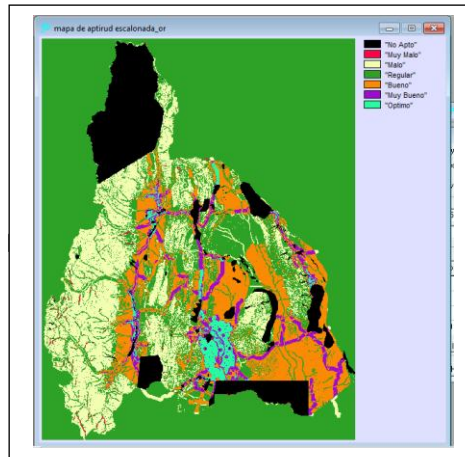 mapa de aptirud escalonada_or
"No Apto"
"Muy Malo"
"Malo"
"Regular"
"Bueno"
"Muy Bueno"
"Optimo"